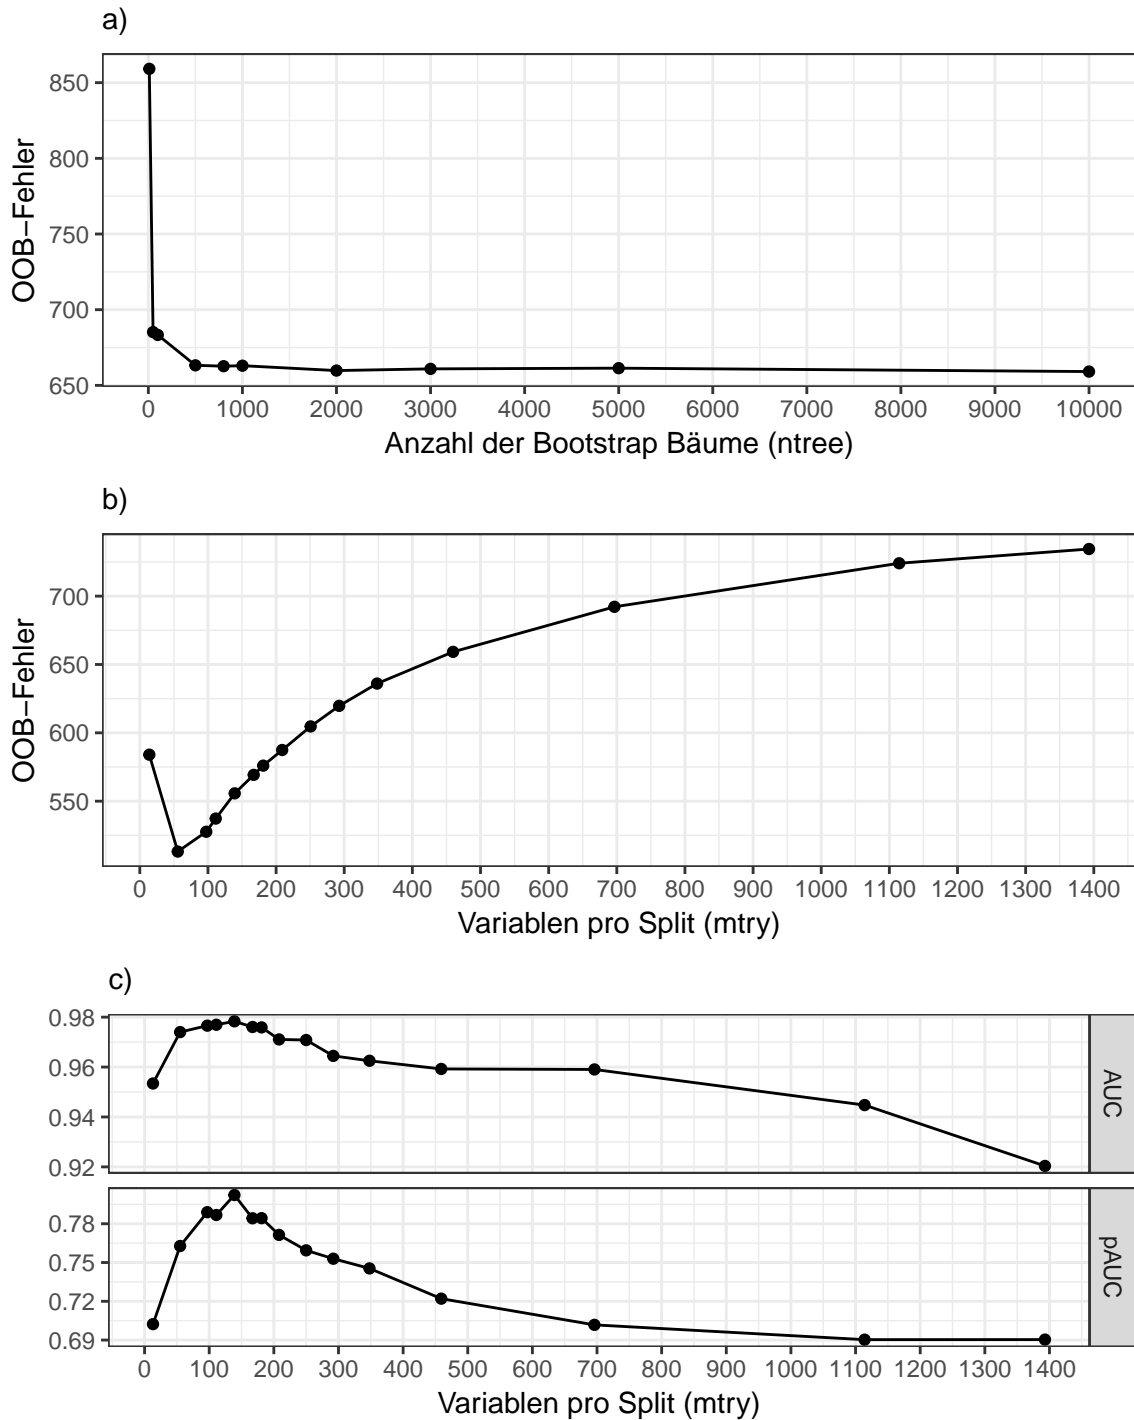 a)
850
800
750
700
650
OOB−Fehler
0 1000 2000 3000 4000 5000 6000 7000 8000 9000 10000
Anzahl der Bootstrap Bäume (ntree)
b)
700
650
600
550
OOB−Fehler
0 100 200 300 400 500 600 700 800 900 1000 1100 1200 1300 1400
Variablen pro Split (mtry)
c)
0.98
0.96
0.94
0.92
AUC
0.78
0.75
0.72
0.69
pAUC
0 100 200 300 400 500 600 700 800 900 1000 1100 1200 1300 1400
Variablen pro Split (mtry)